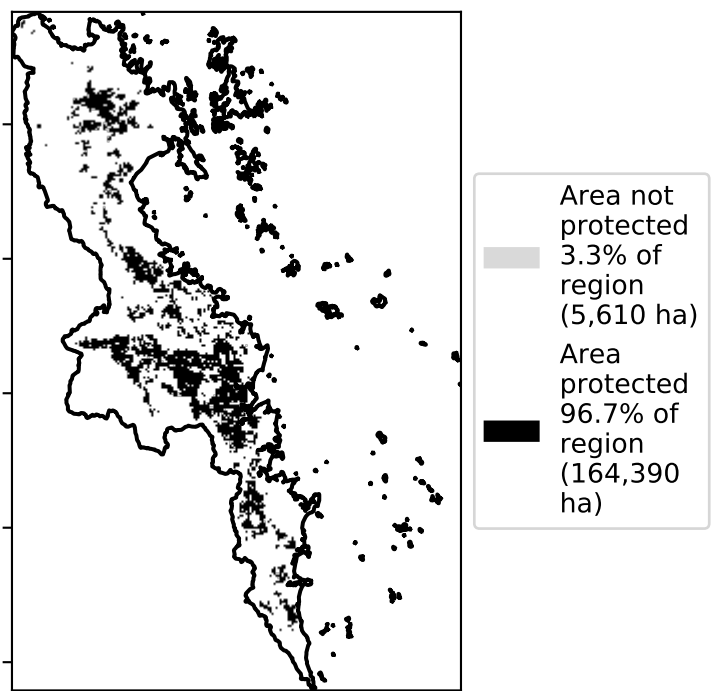 Area not
protected
3.3% of
region
(5,610 ha)
Area
protected
96.7% of
region
(164,390
ha)